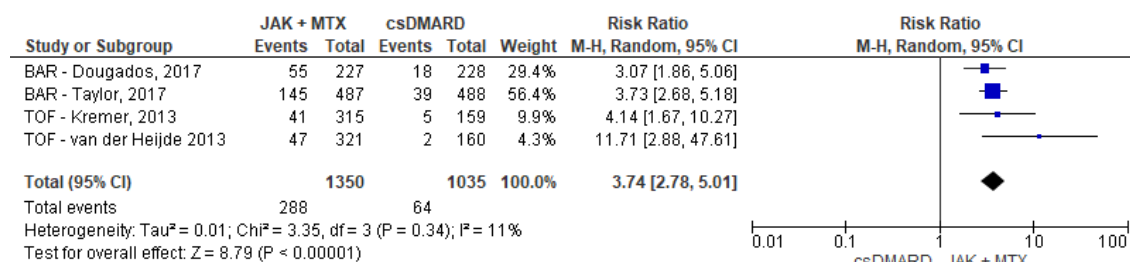 JAK + MTX csDMARD Risk Ratio Risk Ratio
Study or Subgroup Events Total Events Total Weight M-H, Random, 95% CI M-H, Random, 95% CI
BAR - Dougados, 2017 55 227 18 228 29.4% 3.07 [1.86, 5.06]
BAR - Taylor, 2017 145 487 39 488 56.4% 3.73 [2.68, 5.18]
TOF - Kremer, 2013 41 315 5 159 9.9% 4.14 [1.67, 10.27]
TOF - van der Heijde 2013 47 321 2 160 4.3% 11.71 [2.88, 47.61]
Total (95% CI) 1350 1035 100.0% 3.74 [2.78, 5.01]
Total events 288 64
Heterogeneity: Tau² = 0.01; Chi² = 3.35, df = 3 (P = 0.34); I² = 11%
Test for overall effect: Z = 8.79 (P < 0.00001)
0.01 0.1 1 10 100
csDMARD JAK + MTX